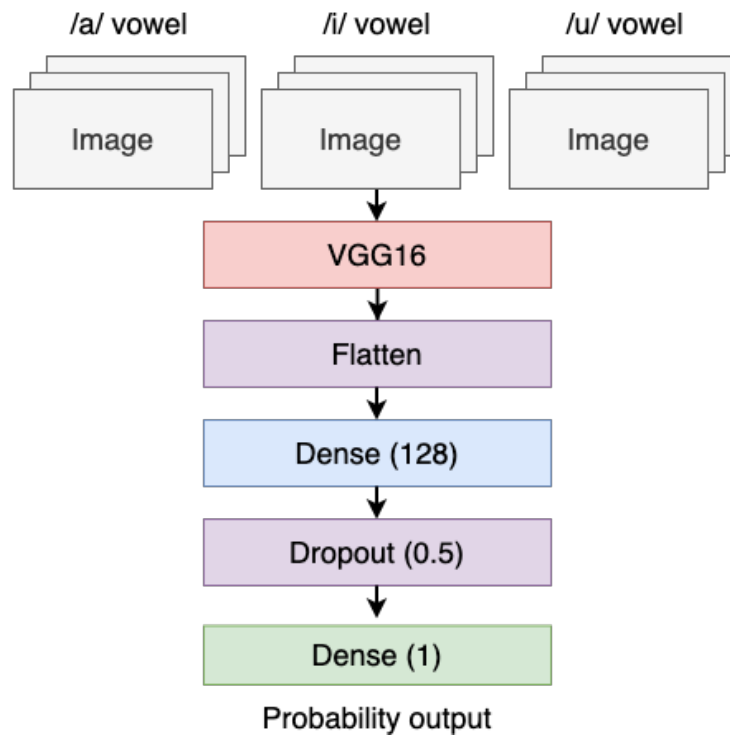 /a/ vowel /i/ vowel /u/ vowel
Image Image Image
VGG16
Flatten
Dense (128)
Dropout (0.5)
Dense (1)
Probability output